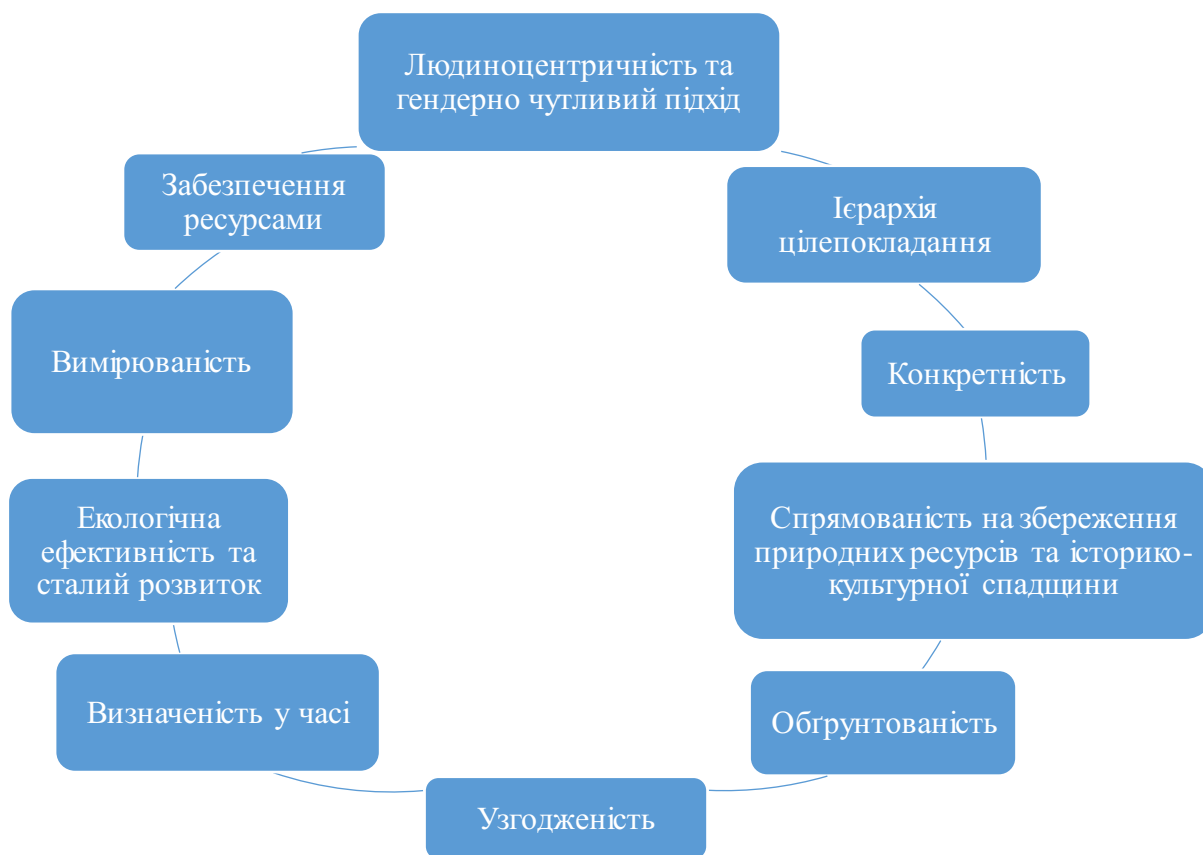 Людиноцентричність та
гендерно чутливий підхід
Ієрархія
цілепокладання
Конкретність
Спрямованість на збереження
природних ресурсів та історико-
культурної спадщини
Обґрунтованість
Узгодженість
Визначеність у часі
Екологічна
ефективність та
сталий розвиток
Вимірюваність
Забезпечення
ресурсами